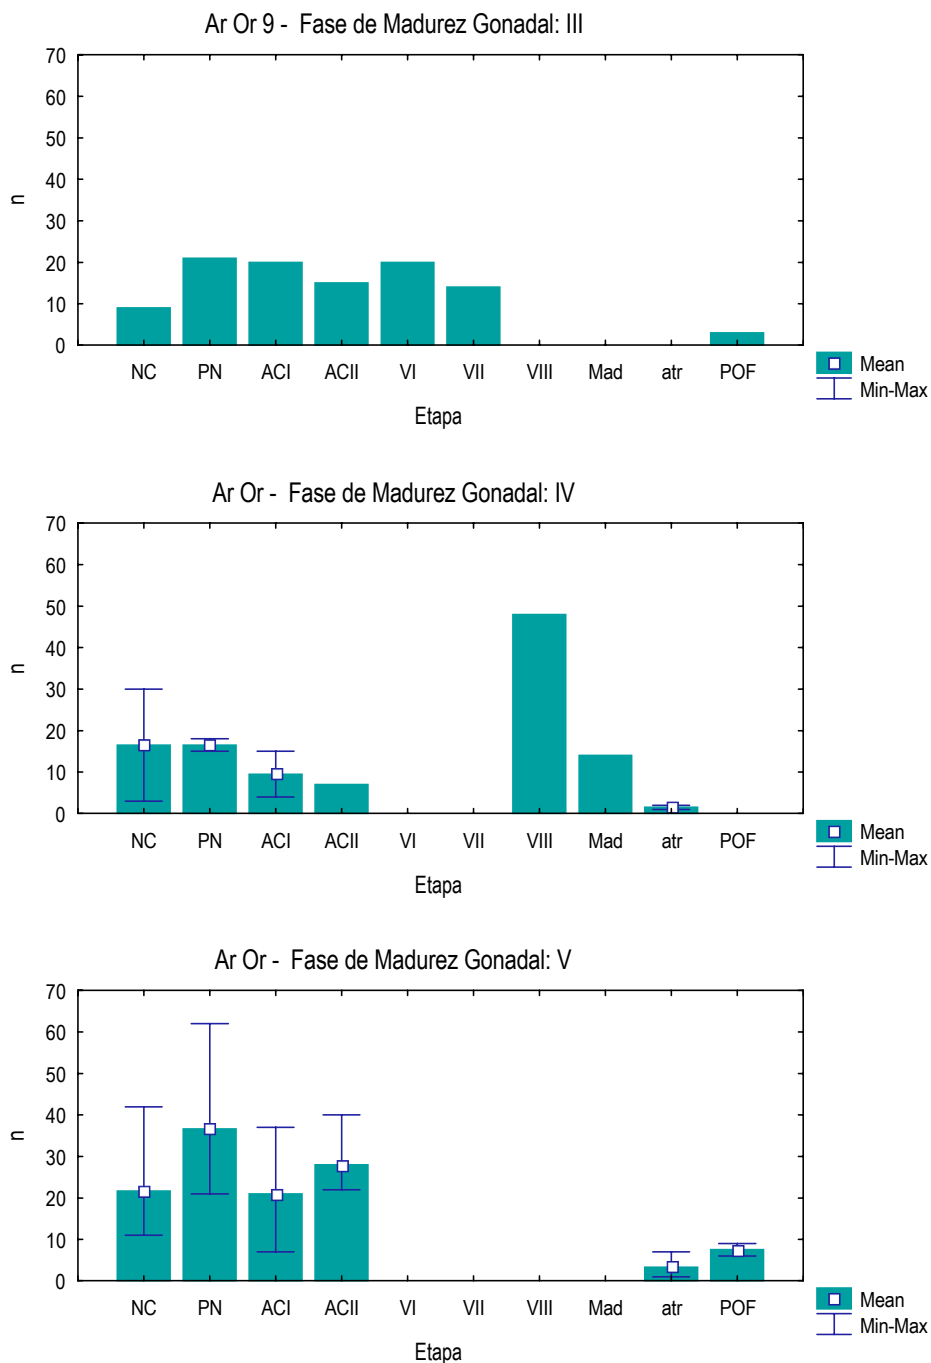 Ar Or 9 -  Fase de Madurez Gonadal: III
70
60
50
40
30
20
10
0
n
NC PN ACI ACII VI VII VIII Mad atr POF
Etapa
Mean
Min-Max
Ar Or -  Fase de Madurez Gonadal: IV
70
60
50
40
30
20
10
0
n
NC PN ACI ACII VI VII VIII Mad atr POF
Etapa
Mean
Min-Max
Ar Or -  Fase de Madurez Gonadal: V
70
60
50
40
30
20
10
0
n
NC PN ACI ACII VI VII VIII Mad atr POF
Etapa
Mean
Min-Max